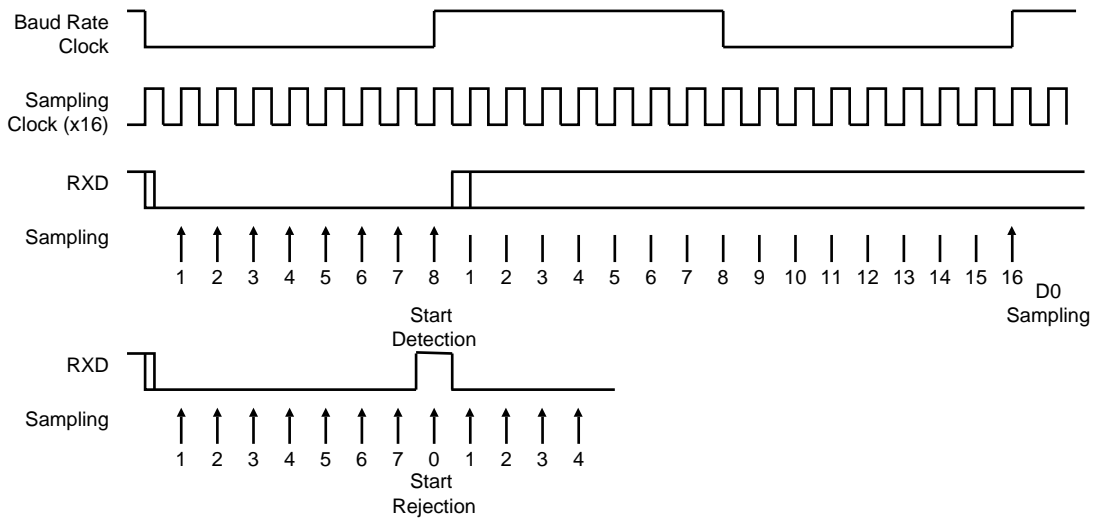 Baud Rate
Clock
Sampling
Clock (x16)
RXD
Sampling
1 2 3 4 5 6 7 8 1 2 3 4 5 6 7 8 9 10 11 12 13 14 15 16
D0
Sampling
Start
Detection
RXD
Sampling
1 2 3 4 5 6 7 0 1 2 3 4
Start
Rejection